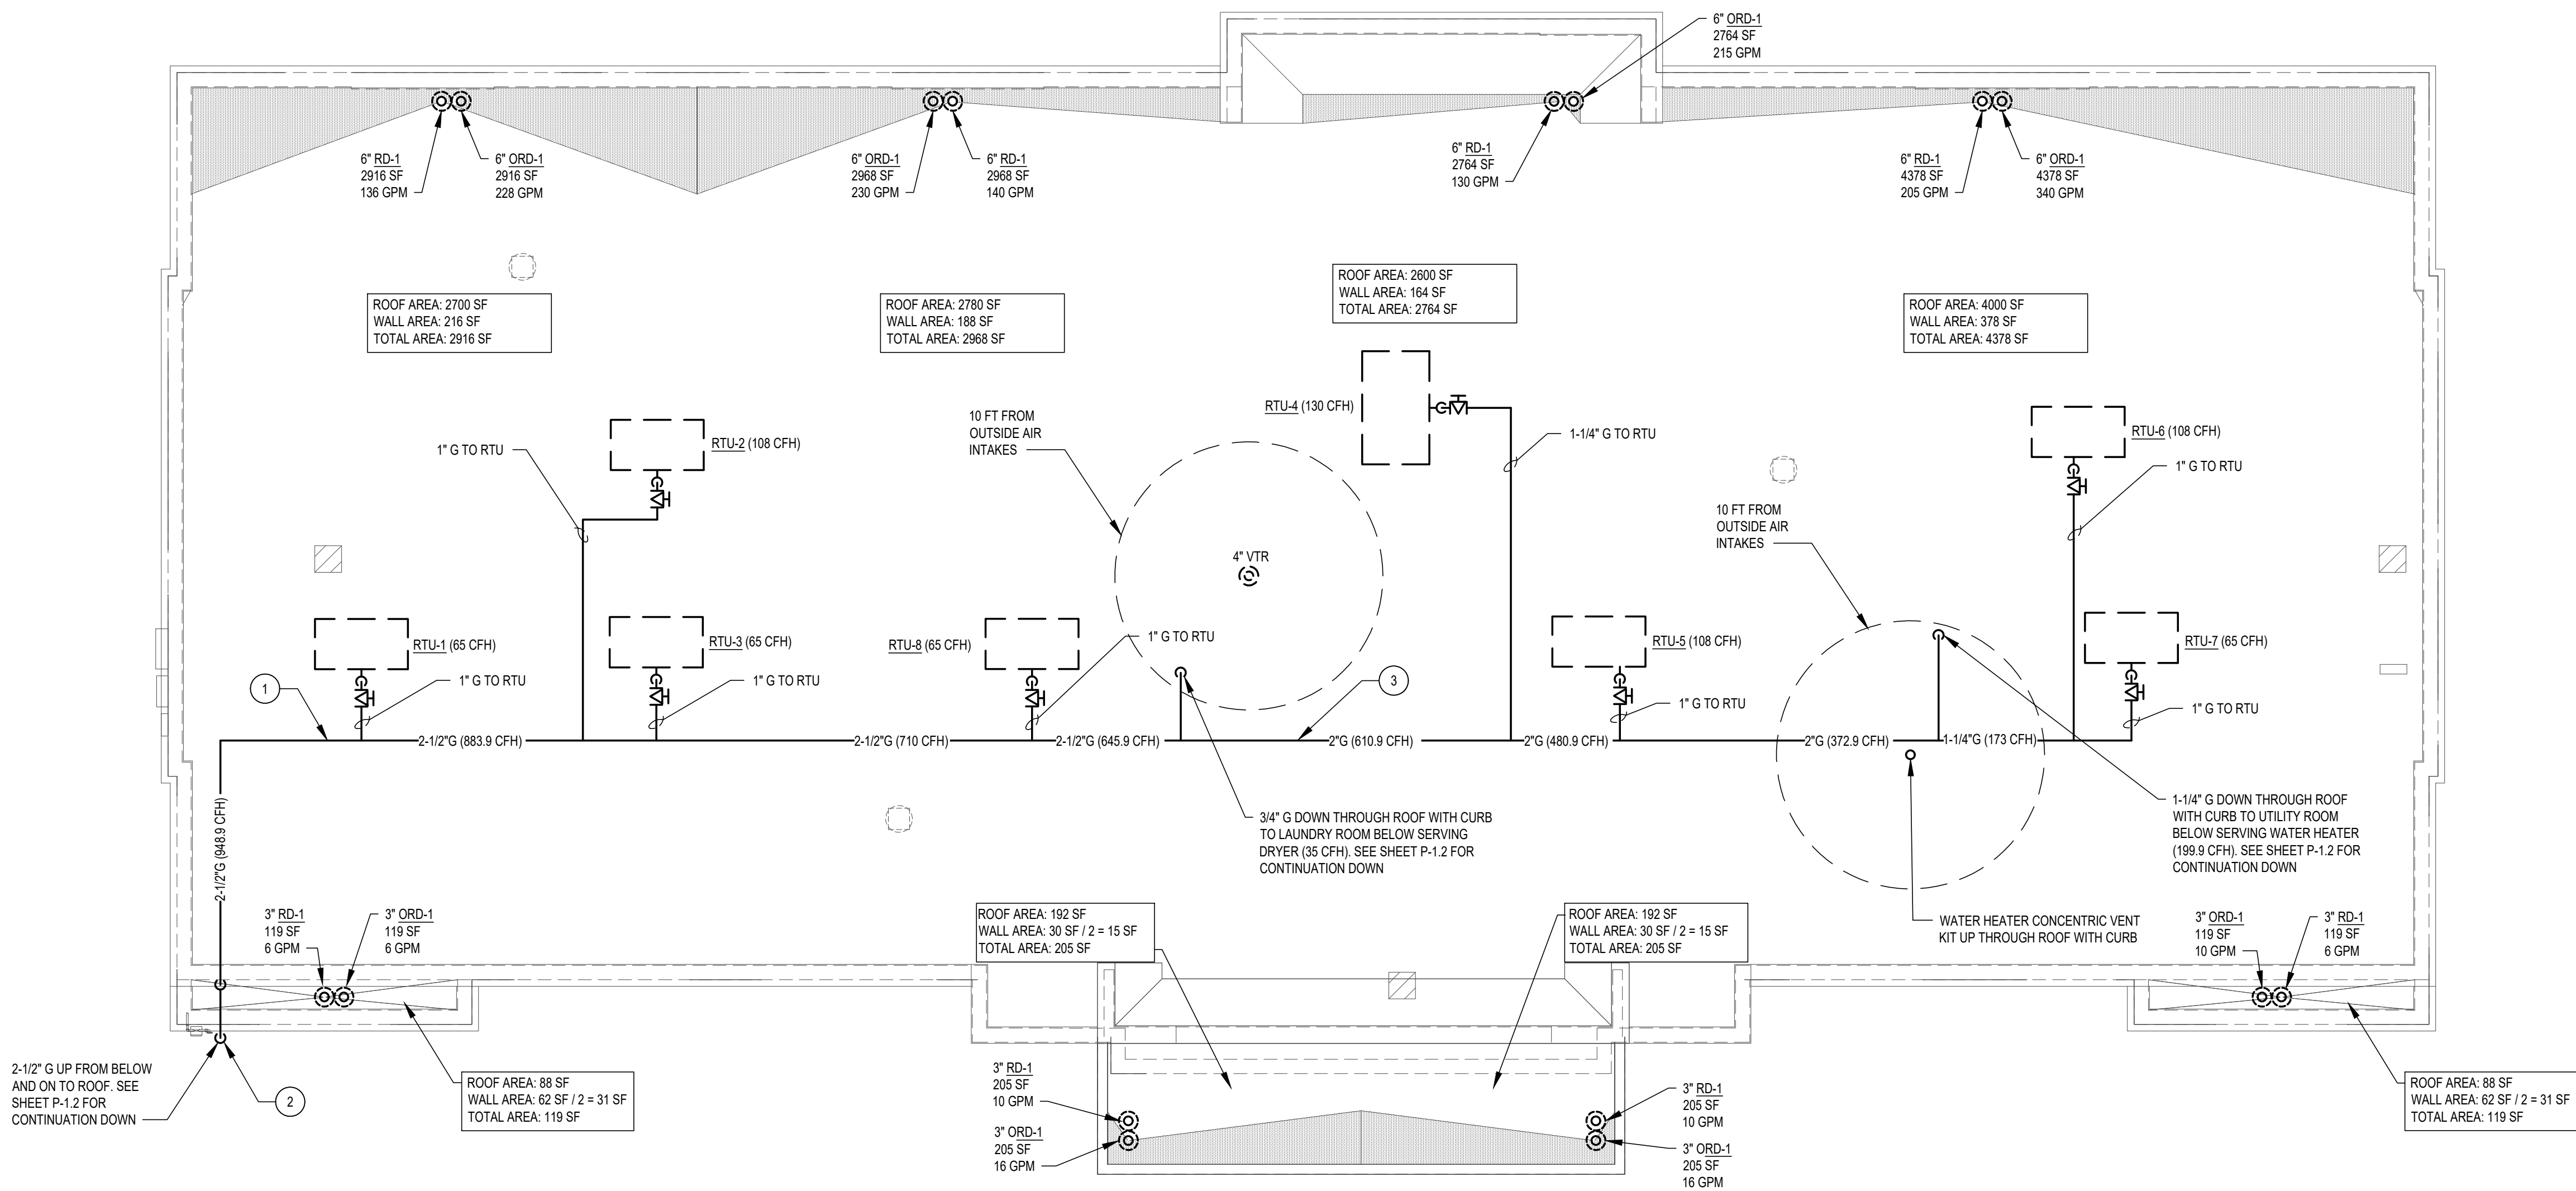 6" ORD-1
2764 SF
215 GPM
6" RD-1
2916 SF
136 GPM
6" ORD-1
2916 SF
228 GPM
6" ORD-1
2968 SF
230 GPM
6" RD-1
2968 SF
140 GPM
6" RD-1
2764 SF
130 GPM
6" RD-1
4378 SF
205 GPM
6" ORD-1
4378 SF
340 GPM
ROOF AREA: 2700 SF
WALL AREA: 216 SF
TOTAL AREA: 2916 SF
ROOF AREA: 2780 SF
WALL AREA: 188 SF
TOTAL AREA: 2968 SF
ROOF AREA: 2600 SF
WALL AREA: 164 SF
TOTAL AREA: 2764 SF
ROOF AREA: 4000 SF
WALL AREA: 378 SF
TOTAL AREA: 4378 SF
1" G TO RTU
RTU-2 (108 CFH)
10 FT FROM
OUTSIDE AIR
INTAKES
RTU-4 (130 CFH)
1-1/4" G TO RTU
RTU-6 (108 CFH)
1" G TO RTU
10 FT FROM
OUTSIDE AIR
INTAKES
4" VTR
RTU-1 (65 CFH)
1" G TO RTU
RTU-3 (65 CFH)
1" G TO RTU
RTU-8 (65 CFH)
1" G TO RTU
RTU-5 (108 CFH)
1" G TO RTU
RTU-7 (65 CFH)
1" G TO RTU
1
3
2-1/2"G (883.9 CFH)
2-1/2"G (710 CFH)
2-1/2"G (645.9 CFH)
2"G (610.9 CFH)
2"G (480.9 CFH)
2"G (372.9 CFH)
1-1/4"G (173 CFH)
2-1/2"G (948.9 CFH)
3/4" G DOWN THROUGH ROOF WITH CURB
TO LAUNDRY ROOM BELOW SERVING
DRYER (35 CFH). SEE SHEET P-1.2 FOR
CONTINUATION DOWN
1-1/4" G DOWN THROUGH ROOF
WITH CURB TO UTILITY ROOM
BELOW SERVING WATER HEATER
(199.9 CFH). SEE SHEET P-1.2 FOR
CONTINUATION DOWN
WATER HEATER CONCENTRIC VENT
KIT UP THROUGH ROOF WITH CURB
3" RD-1
119 SF
6 GPM
3" ORD-1
119 SF
6 GPM
ROOF AREA: 192 SF
WALL AREA: 30 SF / 2 = 15 SF
TOTAL AREA: 205 SF
ROOF AREA: 192 SF
WALL AREA: 30 SF / 2 = 15 SF
TOTAL AREA: 205 SF
3" ORD-1
119 SF
10 GPM
3" RD-1
119 SF
6 GPM
2-1/2" G UP FROM BELOW
AND ON TO ROOF. SEE
SHEET P-1.2 FOR
CONTINUATION DOWN
2
ROOF AREA: 88 SF
WALL AREA: 62 SF / 2 = 31 SF
TOTAL AREA: 119 SF
3" RD-1
205 SF
10 GPM
3" ORD-1
205 SF
16 GPM
3" RD-1
205 SF
10 GPM
3" ORD-1
205 SF
16 GPM
ROOF AREA: 88 SF
WALL AREA: 62 SF / 2 = 31 SF
TOTAL AREA: 119 SF